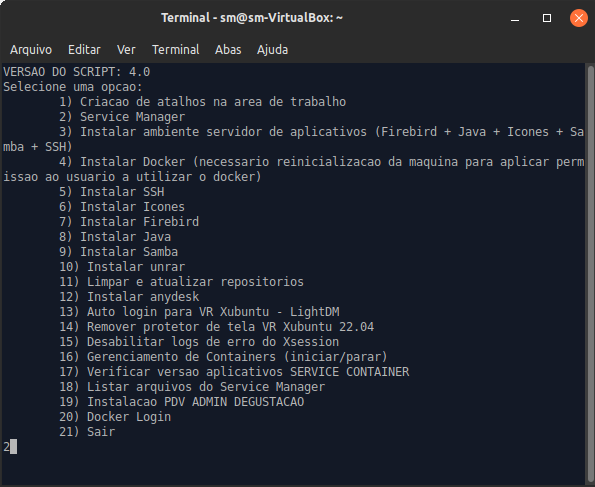 Terminal - sm@sm-VirtualBox: ~
Arquivo Editar Ver Terminal Abas Ajuda
VERSAO DO SCRIPT: 4.0
Selecione uma opcao:
1) Criacao de atalhos na area de trabalho
2) Service Manager
3) Instalar ambiente servidor de aplicativos (Firebird + Java + Icones + Sa
mba + SSH)
4) Instalar Docker (necessario reinicializacao da maquina para aplicar perm
issao ao usuario a utilizar o docker)
5) Instalar SSH
6) Instalar Icones
7) Instalar Firebird
8) Instalar Java
9) Instalar Samba
10) Instalar unrar
11) Limpar e atualizar repositorios
12) Instalar anydesk
13) Auto login para VR Xubuntu - LightDM
14) Remover protetor de tela VR Xubuntu 22.04
15) Desabilitar logs de erro do Xsession
16) Gerenciamento de Containers (iniciar/parar)
17) Verificar versao aplicativos SERVICE CONTAINER
18) Listar arquivos do Service Manager
19) Instalacao PDV ADMIN DEGUSTACAO
20) Docker Login
21) Sair
2